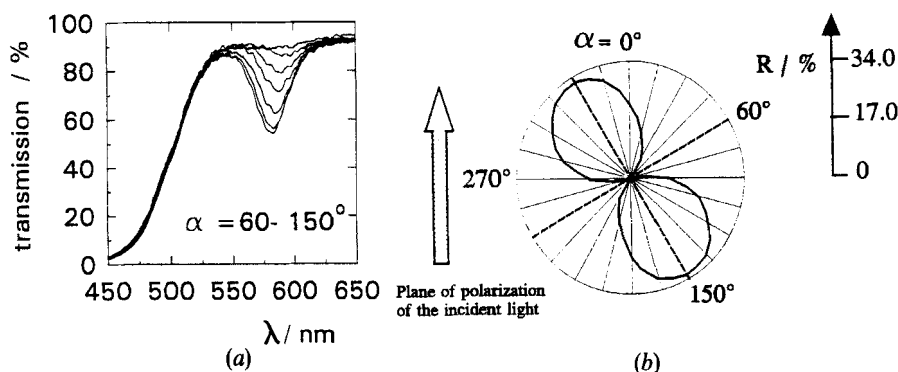 100
80
60
40
20
0
transmission / %
α = 60-150°
450 500 550 600 650
λ / nm
(a)
Plane of polarization
of the incident light
α = 0°
60°
150°
270°
R / %
34.0
17.0
0
(b)